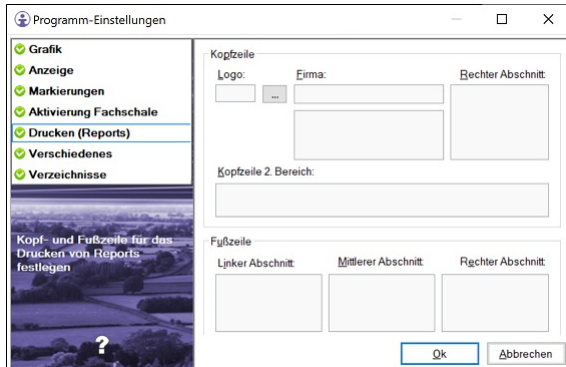 Programm-Einstellungen
Grafik
Anzeige
Markierungen
Aktivierung Fachschale
Drucken (Reports)
Verschiedenes
Verzeichnisse
Kopf- und Fußzeile für das
Drucken von Reports
festlegen
?
Kopfzeile
Logo: Firma: Rechter Abschnitt:
...
Kopfzeile 2. Bereich:
Fußzeile
Linker Abschnitt: Mittlerer Abschnitt: Rechter Abschnitt:
Ok Abbrechen